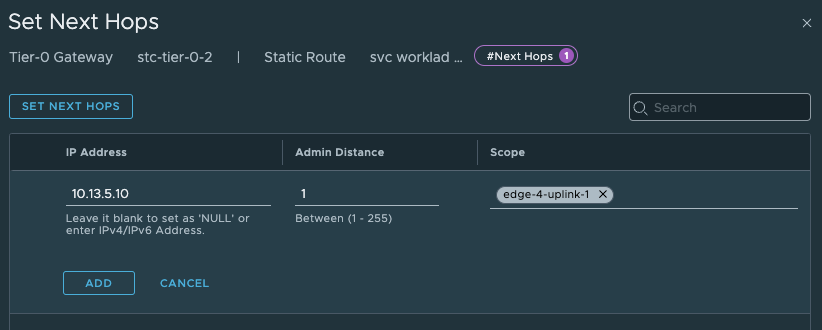 Set Next Hops
Tier-0 Gateway stc-tier-0-2 | Static Route svc worklad ... #Next Hops 1
SET NEXT HOPS Search
IP Address Admin Distance Scope
10.13.5.10 1 edge-4-uplink-1
Leave it blank to set as 'NULL' or Between (1 - 255)
enter IPv4/IPv6 Address.
ADD CANCEL